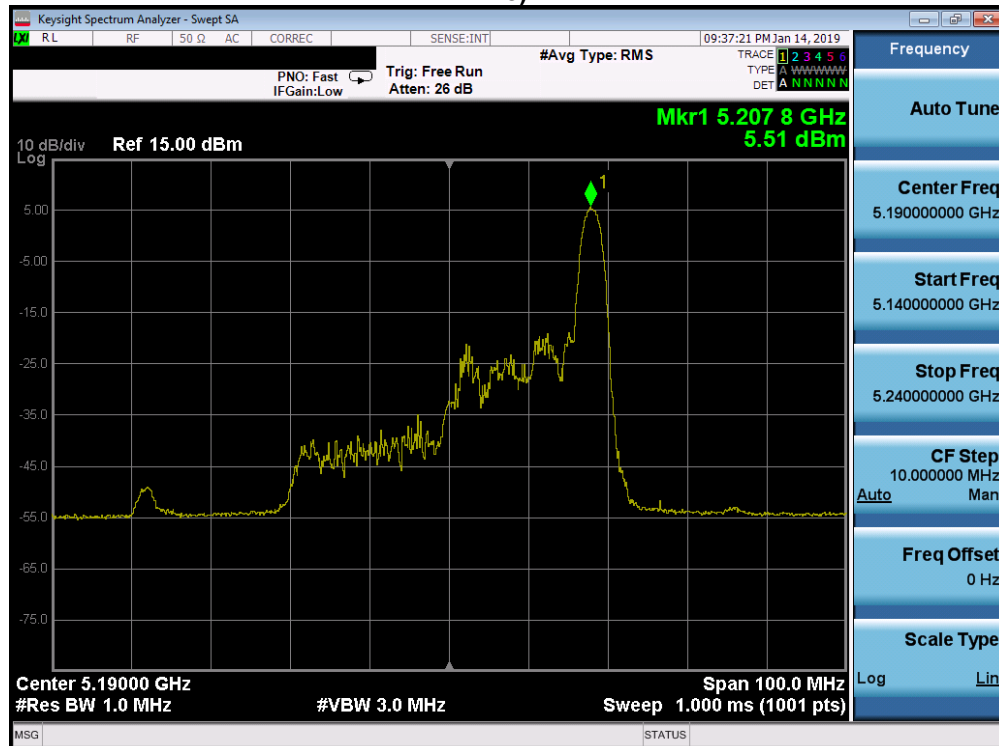 Keysight Spectrum Analyzer - Swept SA
LXI RL RF 50 Ω AC CORREC SENSE:INT 09:37:21 PM Jan 14, 2019
#Avg Type: RMS TRACE 1 2 3 4 5 6
PNO: Fast Trig: Free Run TYPE A WWWWW
IFGain:Low Atten: 26 dB DET A N N N N N
Mkr1 5.207 8 GHz
5.51 dBm
10 dB/div Ref 15.00 dBm
Log
1
5.00
-5.00
-15.0
-25.0
-35.0
-45.0
-55.0
-65.0
-75.0
Center 5.19000 GHz Span 100.0 MHz
#Res BW 1.0 MHz #VBW 3.0 MHz Sweep 1.000 ms (1001 pts)
MSG STATUS
Frequency
Auto Tune
Center Freq
5.190000000 GHz
Start Freq
5.140000000 GHz
Stop Freq
5.240000000 GHz
CF Step
10.000000 MHz
Auto Man
Freq Offset
0 Hz
Scale Type
Log Lin